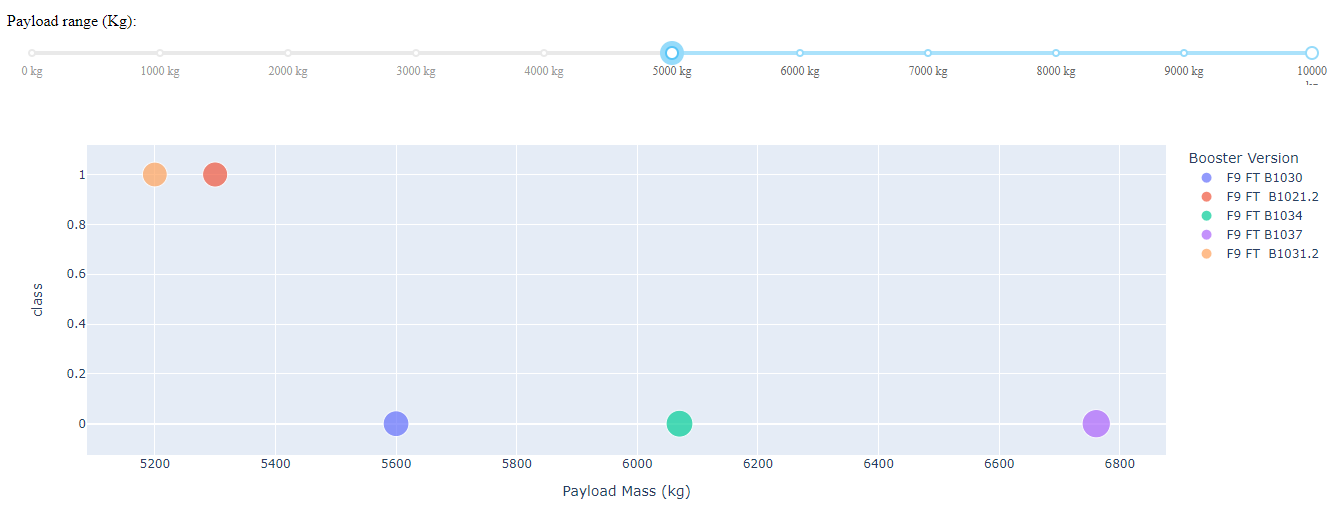 Payload range (Kg):
0 kg 1000 kg 2000 kg 3000 kg 4000 kg 5000 kg 6000 kg 7000 kg 8000 kg 9000 kg 10000
Booster Version
F9 FT B1030
F9 FT  B1021.2
F9 FT B1034
F9 FT B1037
F9 FT  B1031.2
class
1
0.8
0.6
0.4
0.2
0
5200 5400 5600 5800 6000 6200 6400 6600 6800
Payload Mass (kg)